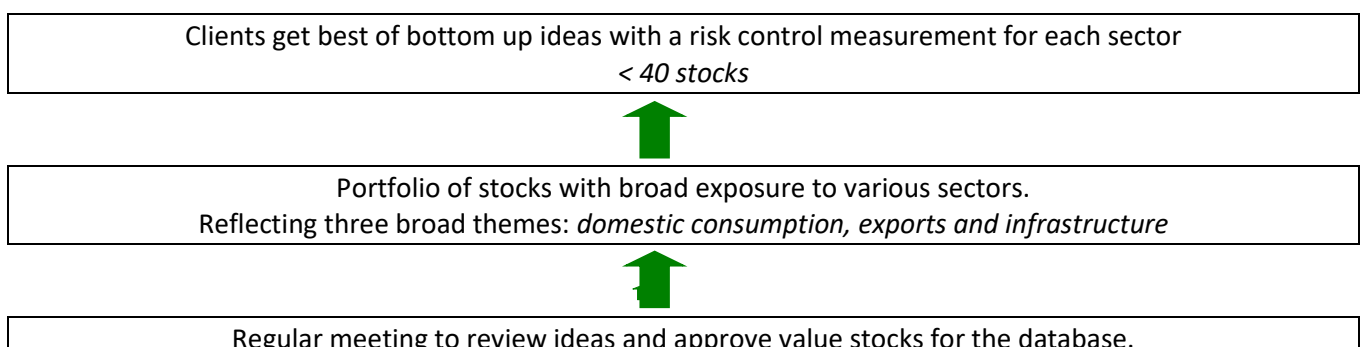 Clients get best of bottom up ideas with a risk control measurement for each sector
< 40 stocks
Portfolio of stocks with broad exposure to various sectors.
Reflecting three broad themes: domestic consumption, exports and infrastructure
Regular meeting to review ideas and approve value stocks for the database.